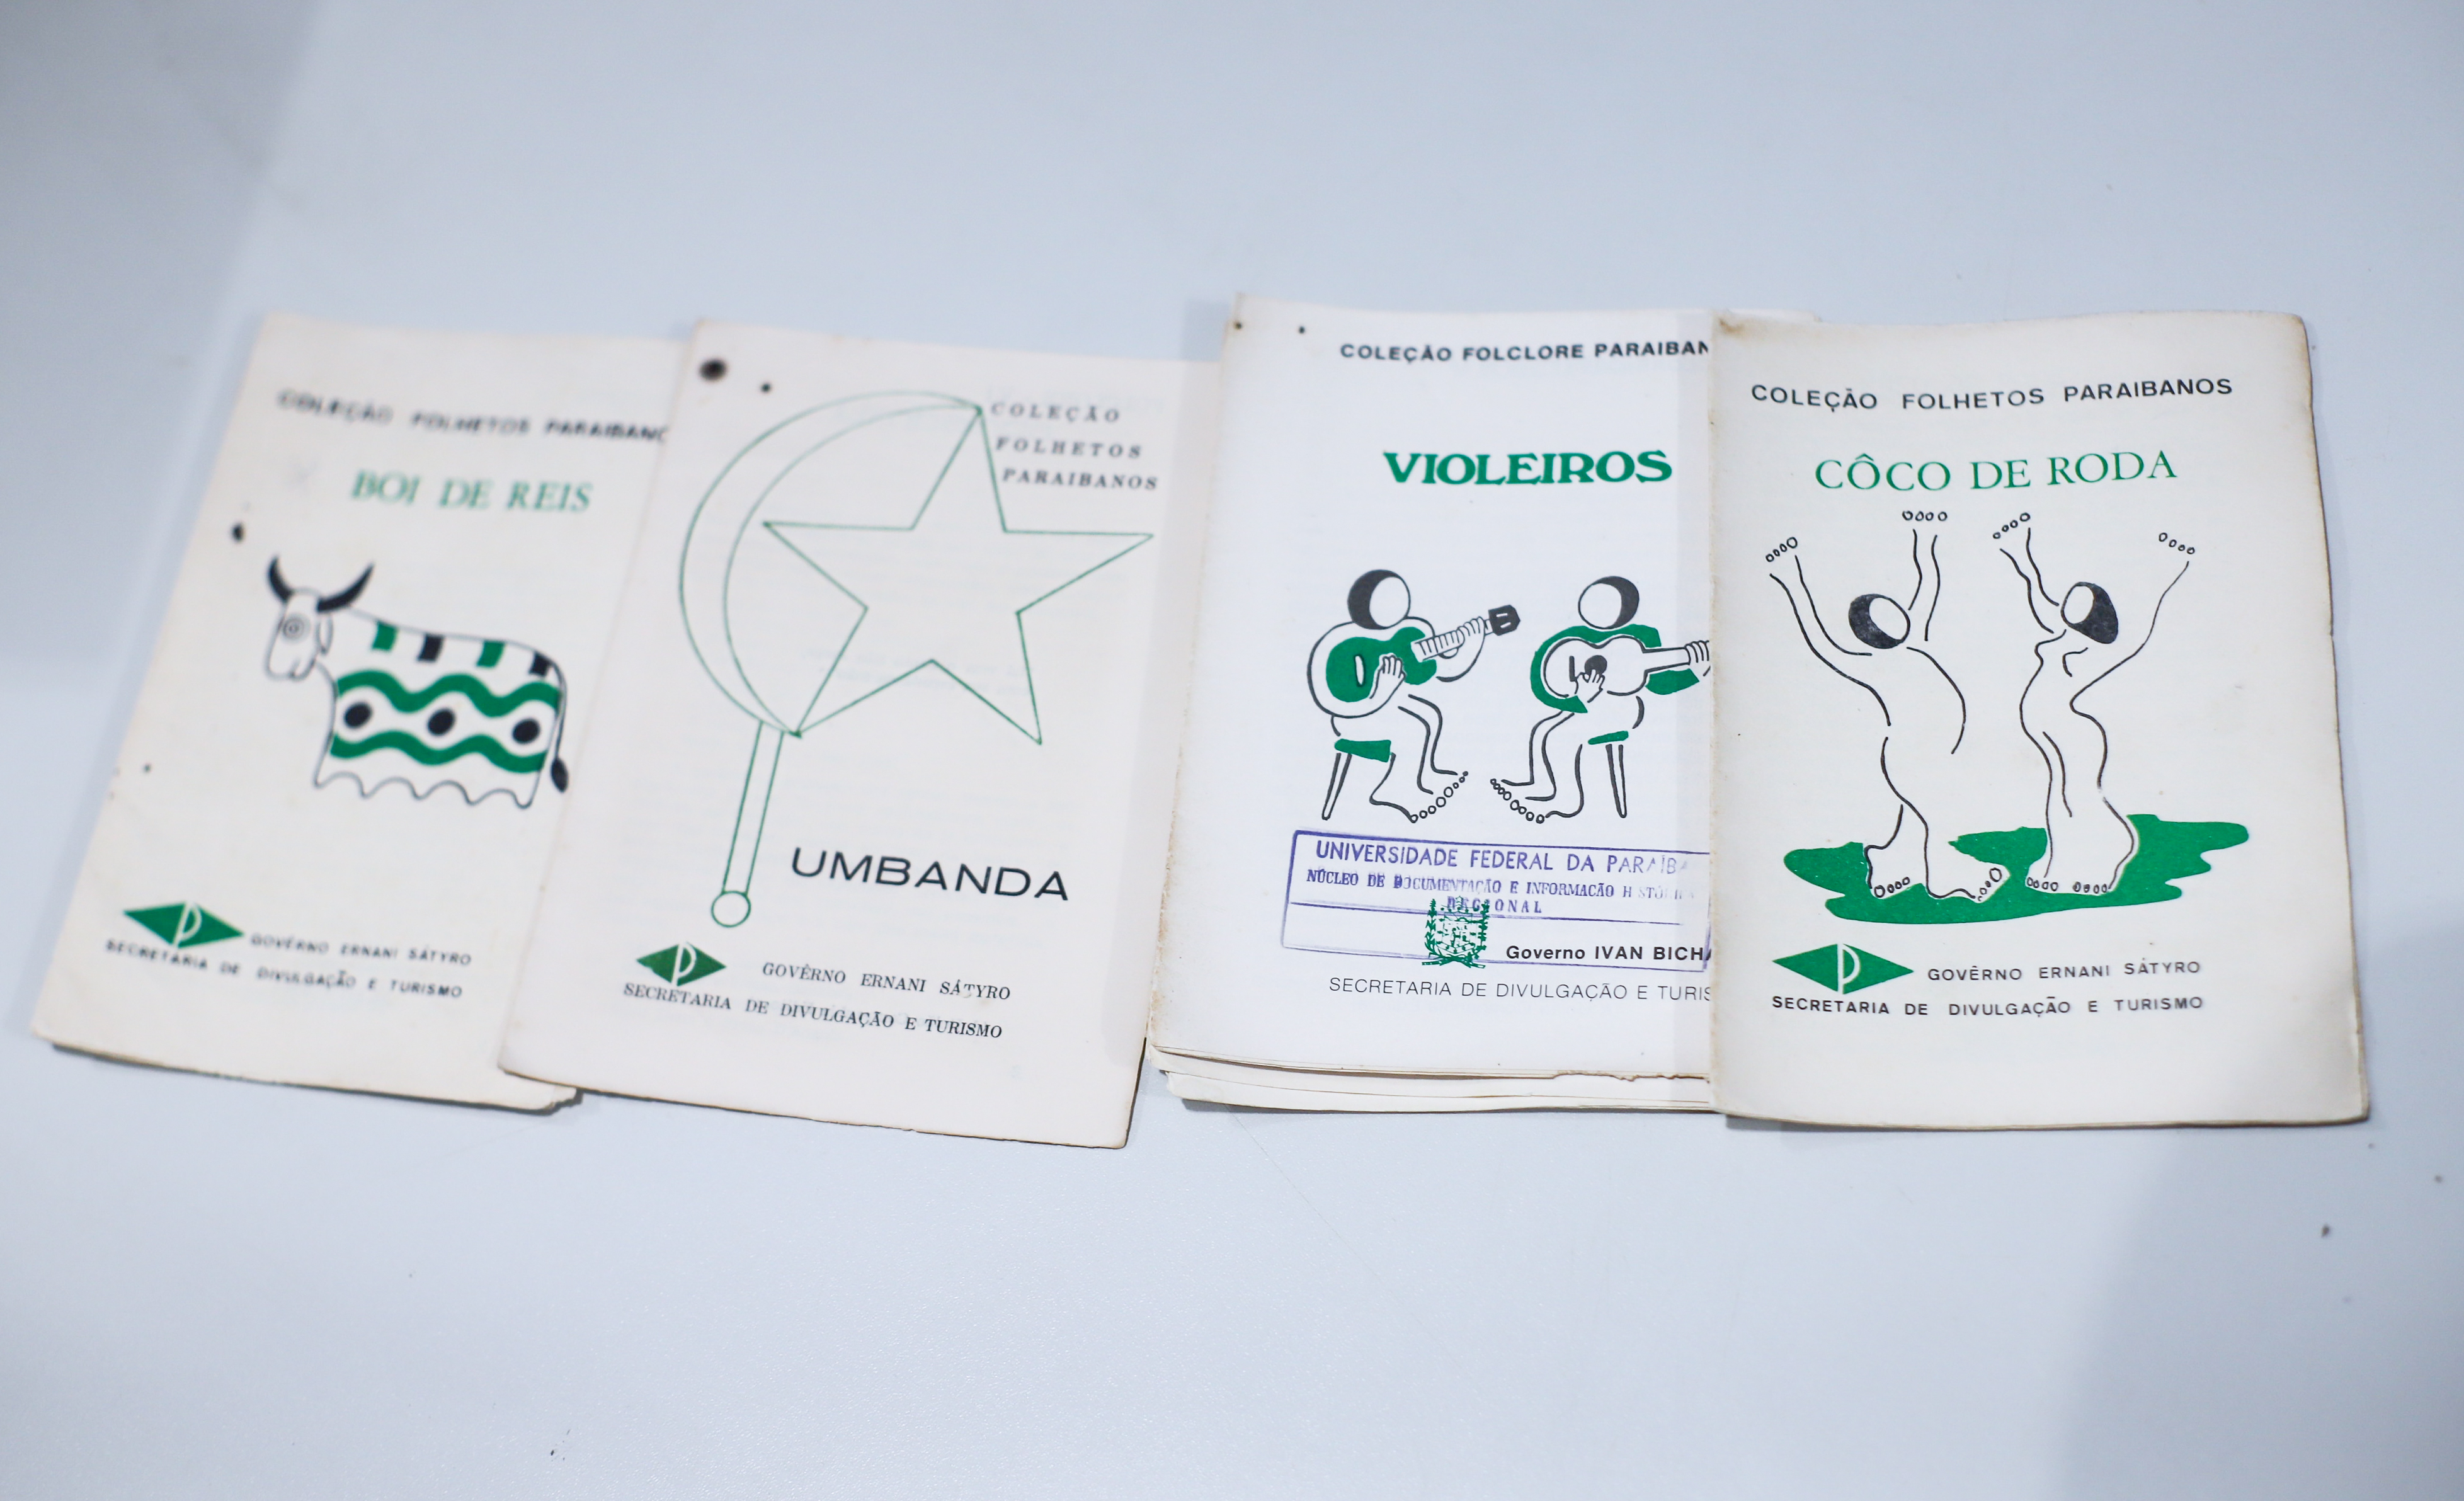 COLEÇÃO FOLHETOS PARAIBANO
BOI DE REIS
GOVÊRNO ERNANI SÁTYRO
SECRETARIA DE DIVULGAÇÃO E TURISMO
COLEÇÃO
FOLHETOS
PARAIBANOS
UMBANDA
GOVÊRNO ERNANI SÁTYRO
SECRETARIA DE DIVULGAÇÃO E TURISMO
COLEÇÃO FOLCLORE PARAIBAN
VIOLEIROS
UNIVERSIDADE FEDERAL DA PARAÍBA
NÚCLEO DE DOCUMENTAÇÃO E INFORMAÇÃO
REGIONAL
Governo IVAN BICHA
SECRETARIA DE DIVULGAÇÃO E TURIS
COLEÇÃO FOLHETOS PARAIBANOS
CÔCO DE RODA
GOVÊRNO ERNANI SÁTYRO
SECRETARIA DE DIVULGAÇÃO E TURISMO